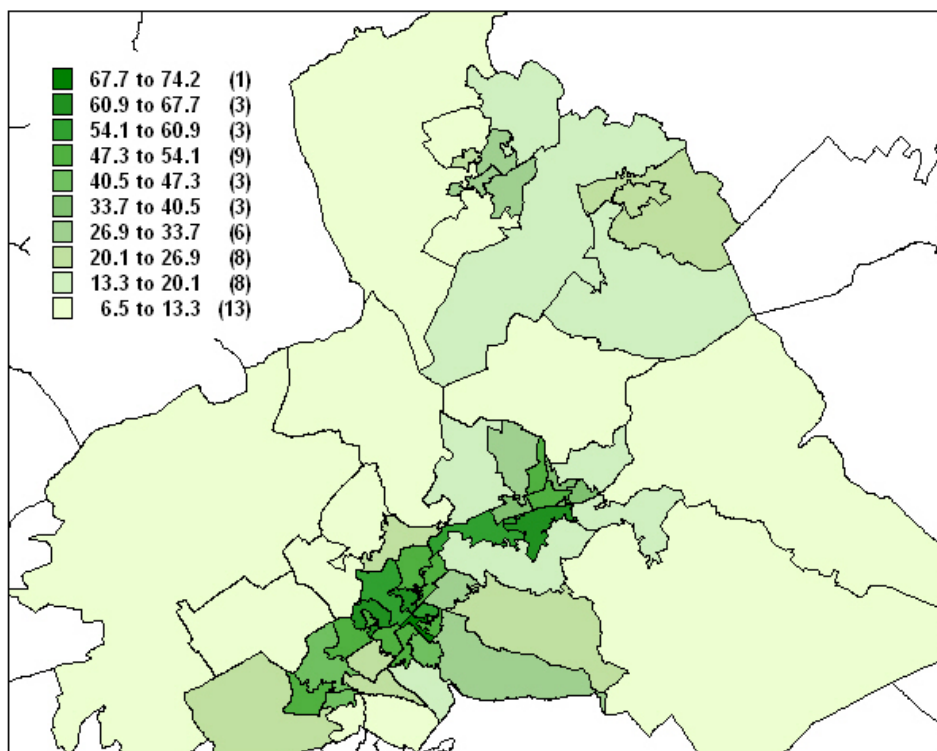 67.7 to 74.2 (1)
60.9 to 67.7 (3)
54.1 to 60.9 (3)
47.3 to 54.1 (9)
40.5 to 47.3 (3)
33.7 to 40.5 (3)
26.9 to 33.7 (6)
20.1 to 26.9 (8)
13.3 to 20.1 (8)
6.5 to 13.3 (13)